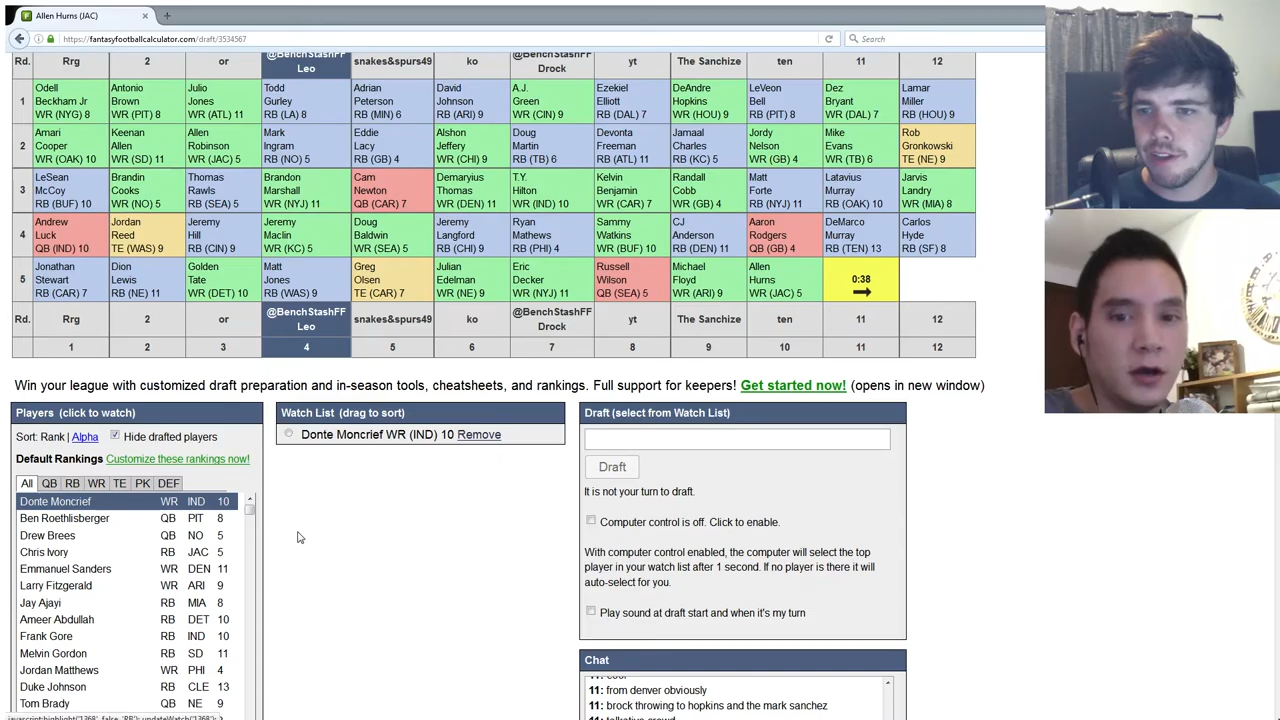 Allen Hurns (JAC)
https://fantasyfootballcalculator.com/draft/3534567
Search
Rd. Rrg 2 or @BenchStashFF Leo snakes&spurs49 ko @BenchStashFF Drock yt The Sanchize ten 11 12
1
Odell Beckham Jr WR (NYG) 8
Antonio Brown WR (PIT) 8
Julio Jones WR (ATL) 11
Todd Gurley RB (LA) 8
Adrian Peterson RB (MIN) 6
David Johnson RB (ARI) 9
A.J. Green WR (CIN) 9
Ezekiel Elliott RB (DAL) 7
DeAndre Hopkins WR (HOU) 9
LeVeon Bell RB (PIT) 8
Dez Bryant WR (DAL) 7
Lamar Miller RB (HOU) 9
2
Amari Cooper WR (OAK) 10
Keenan Allen WR (SD) 11
Allen Robinson WR (JAC) 5
Mark Ingram RB (NO) 5
Eddie Lacy RB (GB) 4
Alshon Jeffery WR (CHI) 9
Doug Martin RB (TB) 6
Devonta Freeman RB (ATL) 11
Jamaal Charles RB (KC) 5
Jordy Nelson WR (GB) 4
Mike Evans WR (TB) 6
Rob Gronkowski TE (NE) 9
3
LeSean McCoy RB (BUF) 10
Brandin Cooks WR (NO) 5
Thomas Rawls RB (SEA) 5
Brandon Marshall WR (NYJ) 11
Cam Newton QB (CAR) 7
Demaryius Thomas WR (DEN) 11
T.Y. Hilton WR (IND) 10
Kelvin Benjamin WR (CAR) 7
Randall Cobb WR (GB) 4
Matt Forte RB (NYJ) 11
Latavius Murray RB (OAK) 10
Jarvis Landry WR (MIA) 8
4
Andrew Luck QB (IND) 10
Jordan Reed TE (WAS) 9
Jeremy Hill RB (CIN) 9
Jeremy Maclin WR (KC) 5
Doug Baldwin WR (SEA) 5
Jeremy Langford RB (CHI) 9
Ryan Mathews RB (PHI) 4
Sammy Watkins WR (BUF) 10
CJ Anderson RB (DEN) 11
Aaron Rodgers QB (GB) 4
DeMarco Murray RB (TEN) 13
Carlos Hyde RB (SF) 8
5
Jonathan Stewart RB (CAR) 7
Dion Lewis RB (NE) 11
Golden Tate WR (DET) 10
Matt Jones RB (WAS) 9
Greg Olsen TE (CAR) 7
Julian Edelman WR (NE) 9
Eric Decker WR (NYJ) 11
Russell Wilson QB (SEA) 5
Michael Floyd WR (ARI) 9
Allen Hurns WR (JAC) 5
0:38
Rd. Rrg 2 or @BenchStashFF Leo snakes&spurs49 ko @BenchStashFF Drock yt The Sanchize ten 11 12
Rd. 1 2 3 4 5 6 7 8 9 10 11 12
Win your league with customized draft preparation and in-season tools, cheatsheets, and rankings. Full support for keepers! Get started now! (opens in new window)
Players (click to watch)
Sort: Rank | Alpha Hide drafted players
Default Rankings Customize these rankings now!
All QB RB WR TE PK DEF
Donte Moncrief WR IND 10
Ben Roethlisberger QB PIT 8
Drew Brees QB NO 5
Chris Ivory RB JAC 5
Emmanuel Sanders WR DEN 11
Larry Fitzgerald WR ARI 9
Jay Ajayi RB MIA 8
Ameer Abdullah RB DET 10
Frank Gore RB IND 10
Melvin Gordon RB SD 11
Jordan Matthews WR PHI 4
Duke Johnson RB CLE 13
Tom Brady QB NE 9
Watch List (drag to sort)
Donte Moncrief WR (IND) 10 Remove
Draft (select from Watch List)
Draft
It is not your turn to draft.
Computer control is off. Click to enable.
With computer control enabled, the computer will select the top
player in your watch list after 1 second. If no player is there it will
auto-select for you.
Play sound at draft start and when it's my turn
Chat
11: from denver obviously
11: brock throwing to hopkins and the mark sanchez
11: talkative crowd